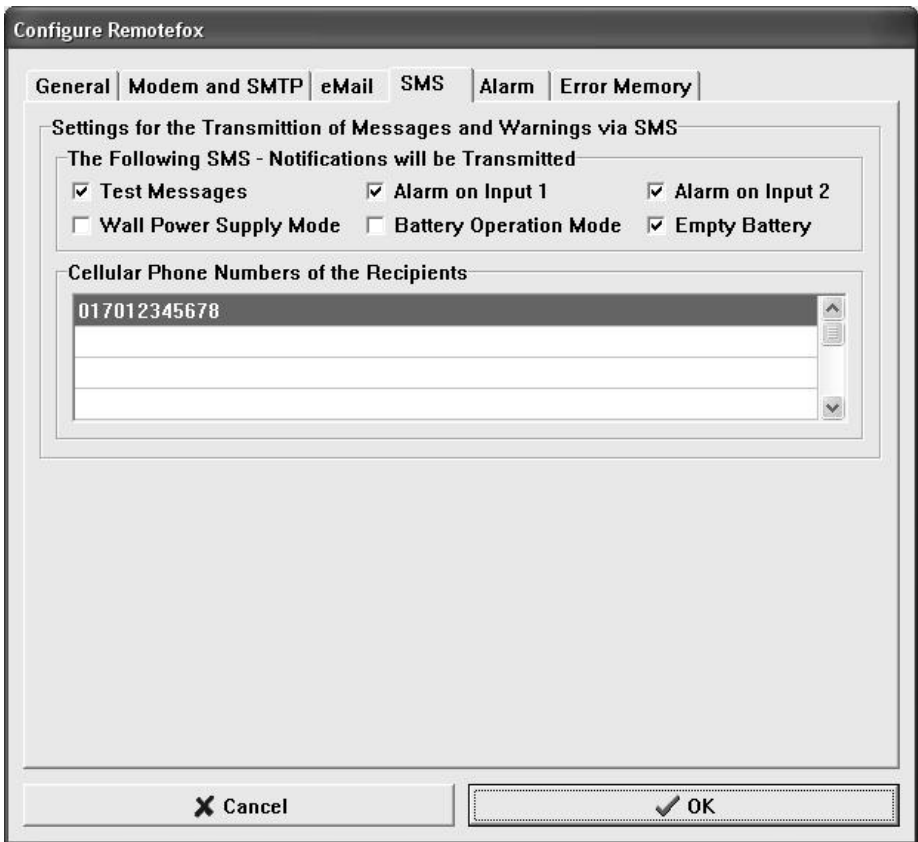 Configure Remotefox
General Modem and SMTP eMail SMS Alarm Error Memory
Settings for the Transmittion of Messages and Warnings via SMS
The Following SMS - Notifications will be Transmitted
Test Messages Alarm on Input 1 Alarm on Input 2
Wall Power Supply Mode Battery Operation Mode Empty Battery
Cellular Phone Numbers of the Recipients
017012345678
Cancel OK